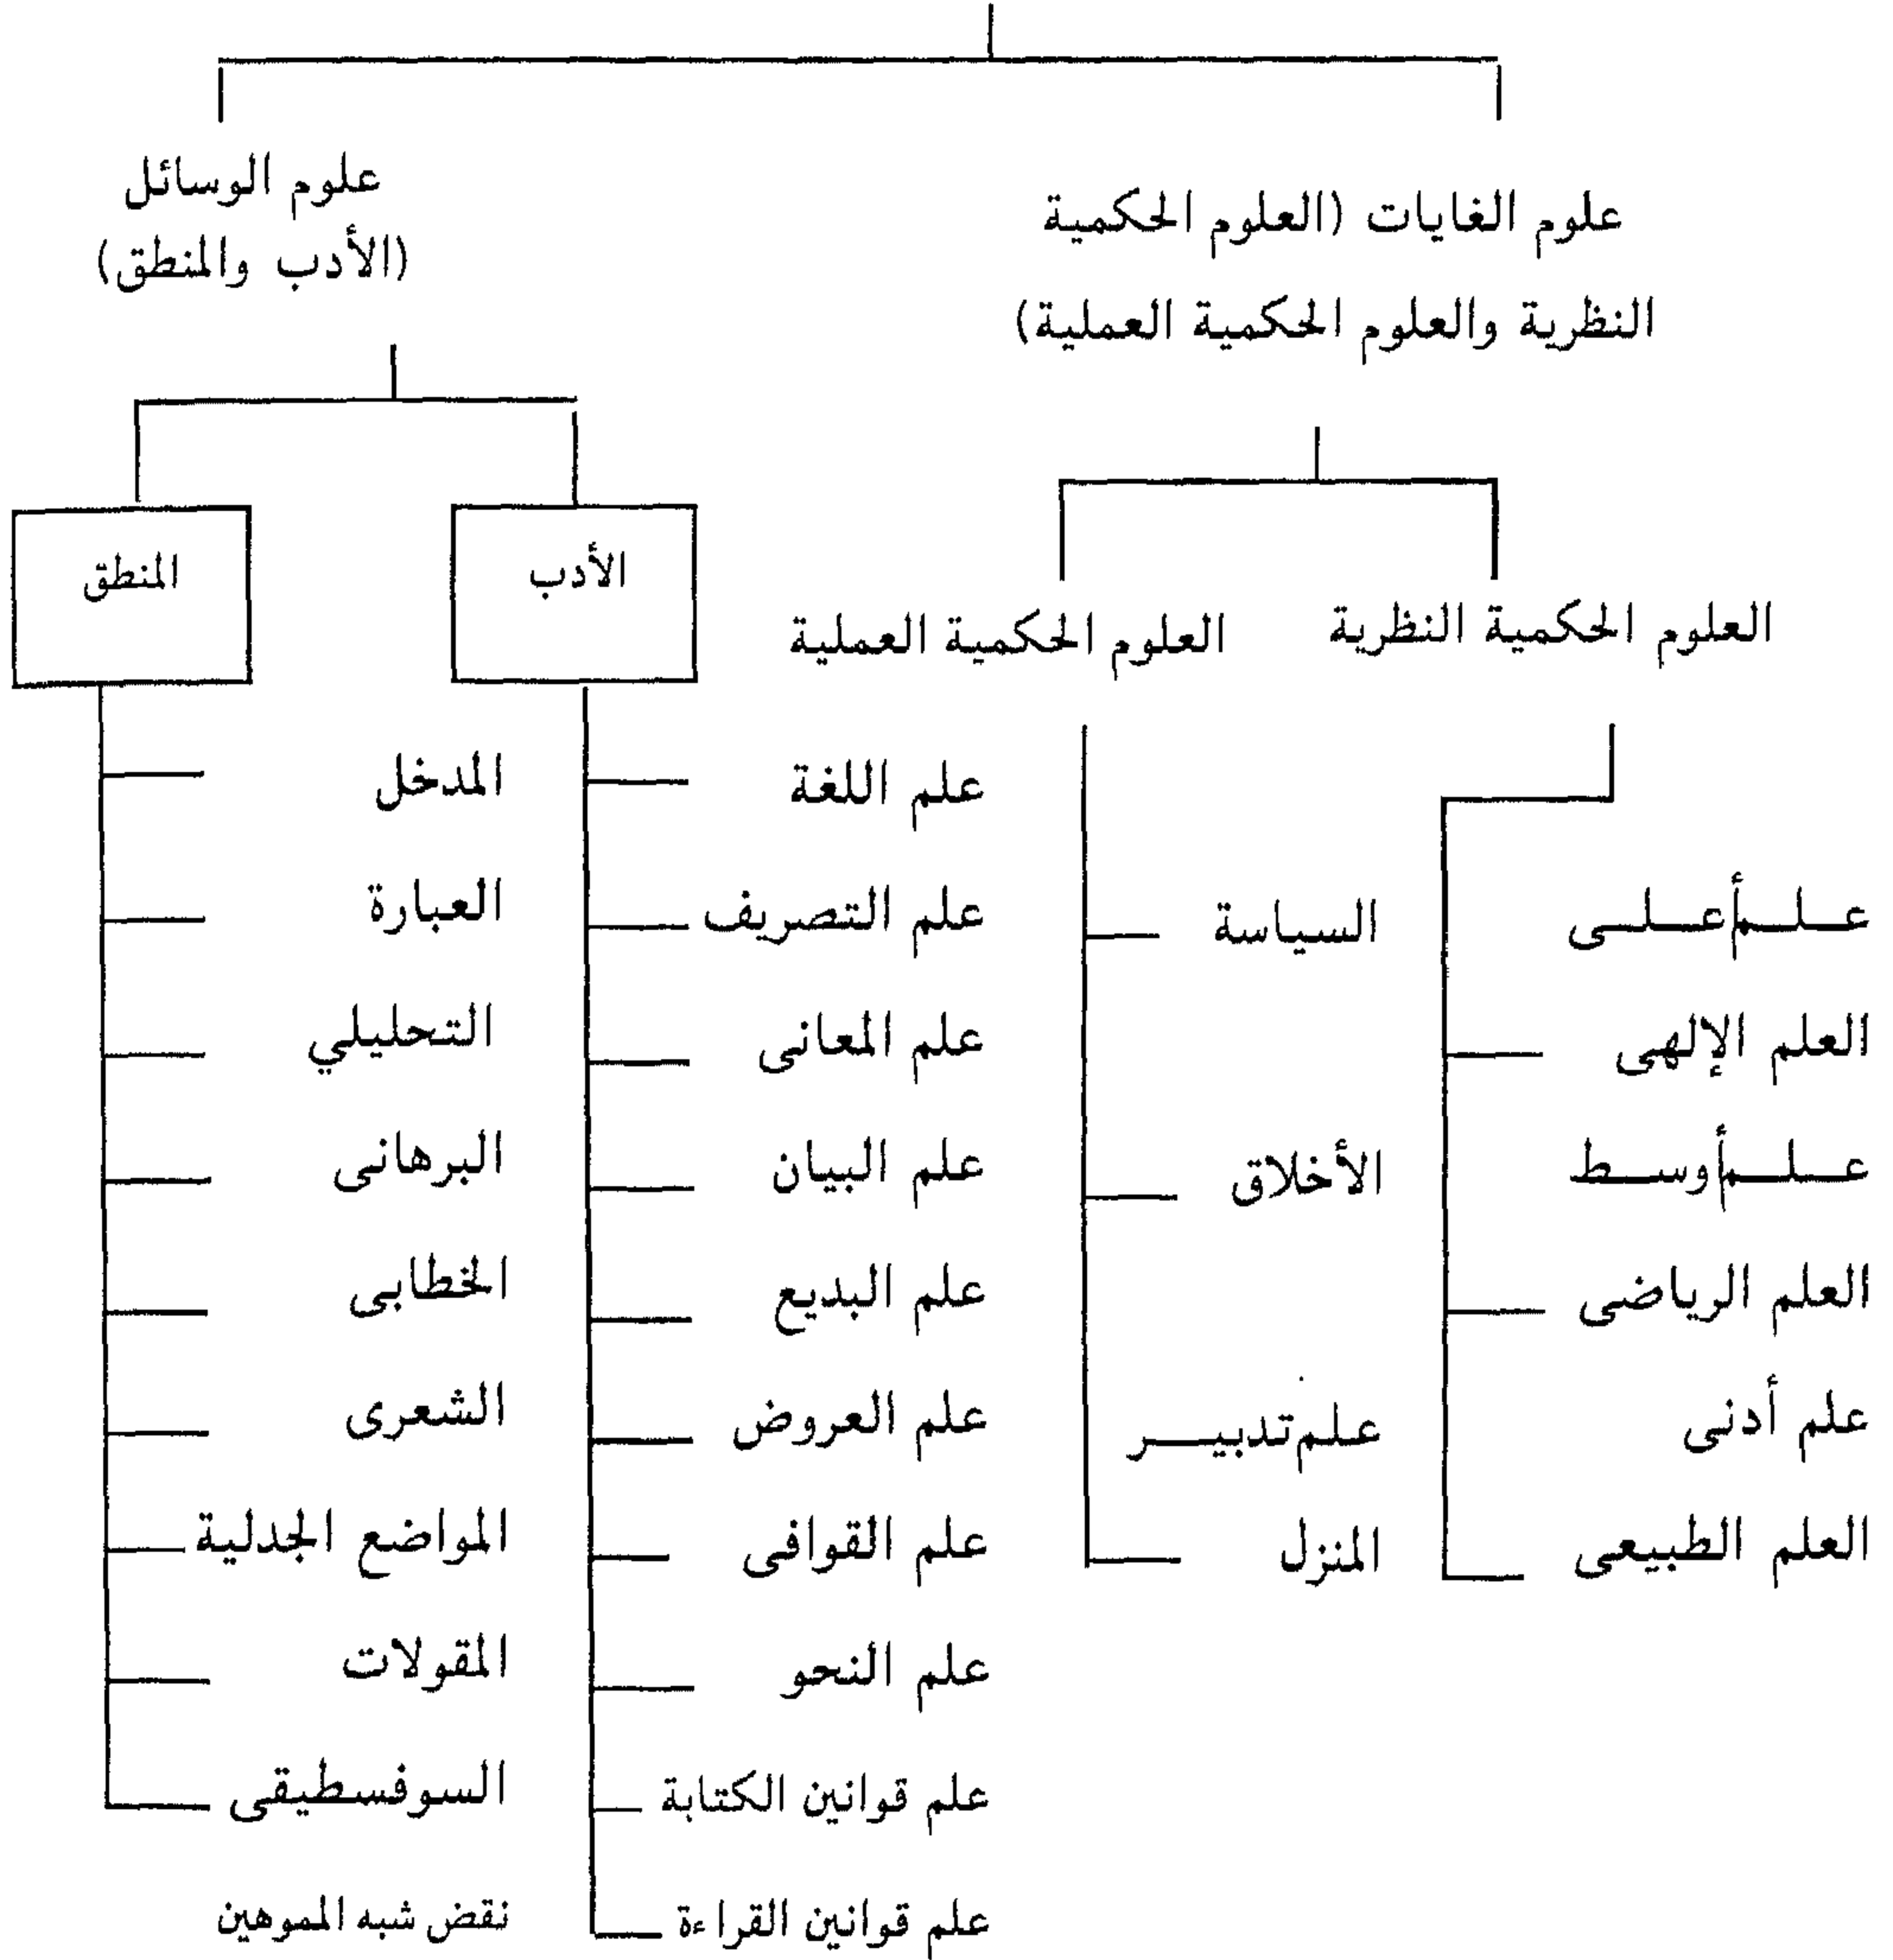 علوم الغايات (العلوم الحكمية
النظرية والعلوم الحكمية العملية)
علوم الوسائل
(الأدب والمنطق)
العلوم الحكمية النظرية
علم أعلى
العلم الإلهى
علم أوسط
العلم الرياضى
علم أدنى
العلم الطبيعى
العلوم الحكمية العملية
السياسة
الأخلاق
علم تدبير
المنزل
الأدب
علم اللغة
علم التصريف
علم المعانى
علم البيان
علم البديع
علم العروض
علم القوافى
علم النحو
علم قوانين الكتابة
علم قوانين القراءة
المنطق
المدخل
العبارة
التحليلي
البرهانى
الخطابى
الشعرى
المواضع الجدلية
المقولات
السوفسطيقى
نقض شبه المموهين